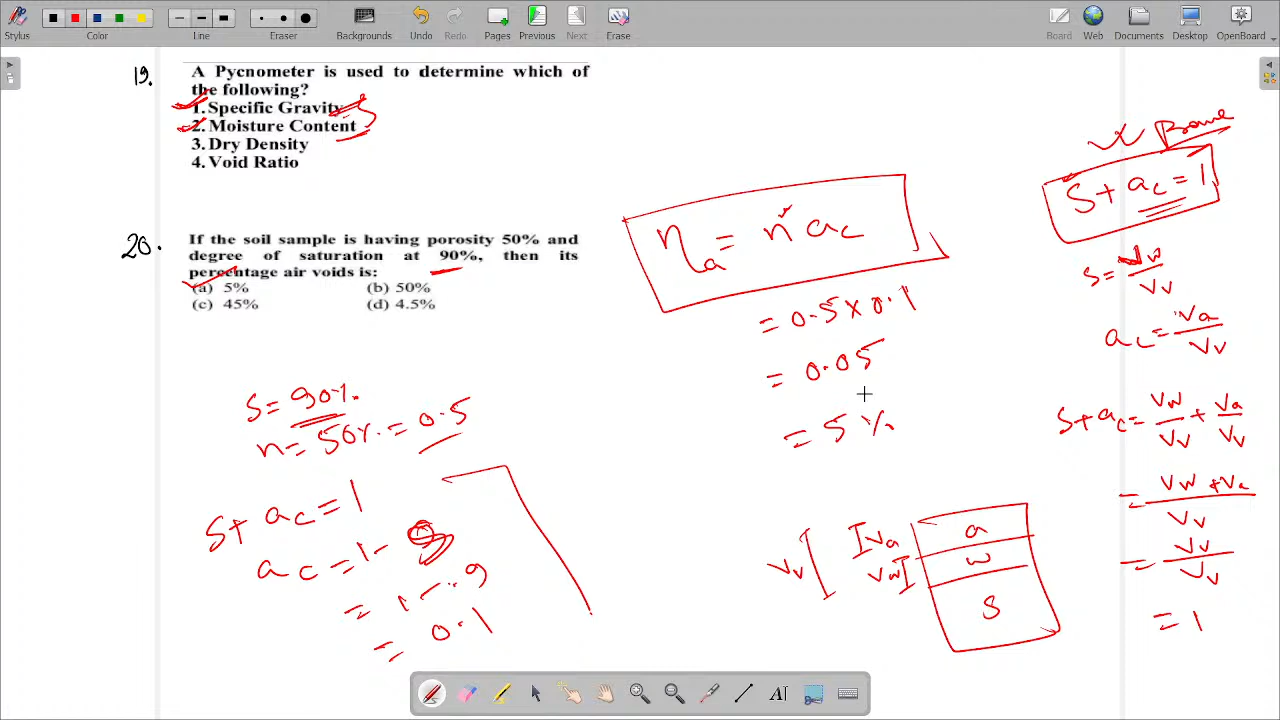 Stylus
Color
Line
Eraser
Backgrounds
Undo
Redo
Pages
Previous
Next
Erase
Board
Web
Documents
Desktop
OpenBoard
19.
A Pycnometer is used to determine which of
the following?
1. Specific Gravity
2. Moisture Content
3. Dry Density
4. Void Ratio
20.
If the soil sample is having porosity 50% and
degree of saturation at 90%, then its
percentage air voids is:
(a) 5% (b) 50%
(c) 45% (d) 4.5%
S = 90%.
n = 50% = 0.5
S + ac = 1
ac = 1 -
= 1 - .9
= 0.1
na = n ac
= 0.5 x 0.1
= 0.05
= 5 %
Vv Va Vw
a
w
S
Prove
S + ac = 1
S = Vw/Vv
ac = Va/Vv
S + ac = Vw/Vv + Va/Vv
= Vw + Va/Vv
= Vv/Vv
= 1
AI